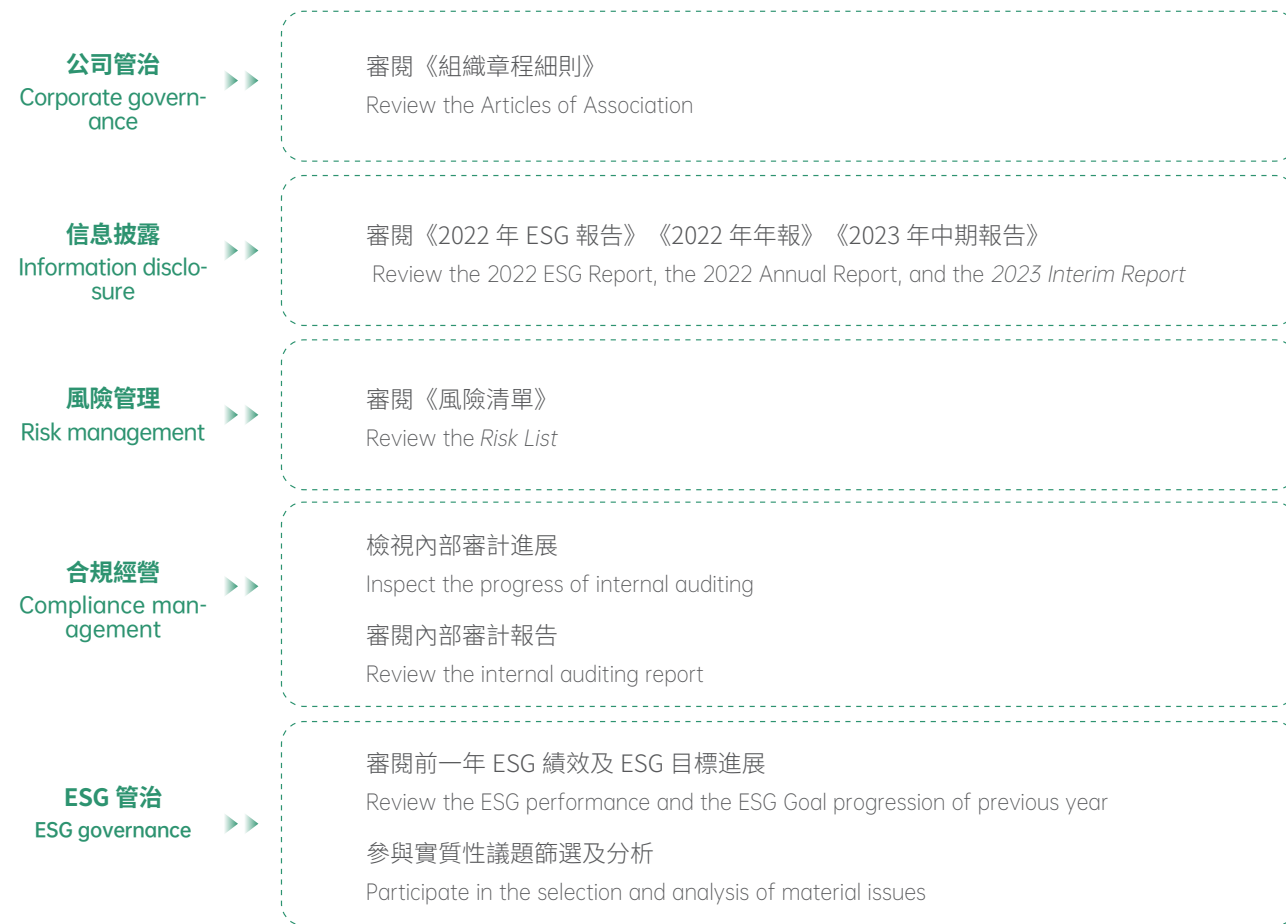 公司管治
Corporate govern-
ance
審閱《組織章程細則》
Review the Articles of Association
信息披露
Information disclo-
sure
審閱《2022 年 ESG 報告》《2022 年年報》《2023 年中期報告》
Review the 2022 ESG Report, the 2022 Annual Report, and the 2023 Interim Report
風險管理
Risk management
審閱《風險清單》
Review the Risk List
合規經營
Compliance man-
agement
檢視內部審計進展
Inspect the progress of internal auditing
審閱內部審計報告
Review the internal auditing report
ESG 管治
ESG governance
審閱前一年 ESG 績效及 ESG 目標進展
Review the ESG performance and the ESG Goal progression of previous year
參與實質性議題篩選及分析
Participate in the selection and analysis of material issues